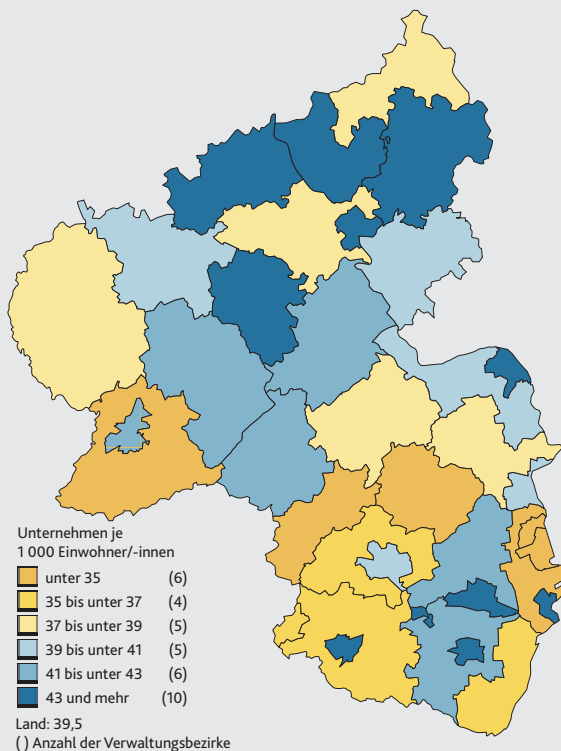 Unternehmen je
1 000 Einwohner/-innen
unter 35 (6)
35 bis unter 37 (4)
37 bis unter 39 (5)
39 bis unter 41 (5)
41 bis unter 43 (6)
43 und mehr (10)
Land: 39,5
( ) Anzahl der Verwaltungsbezirke